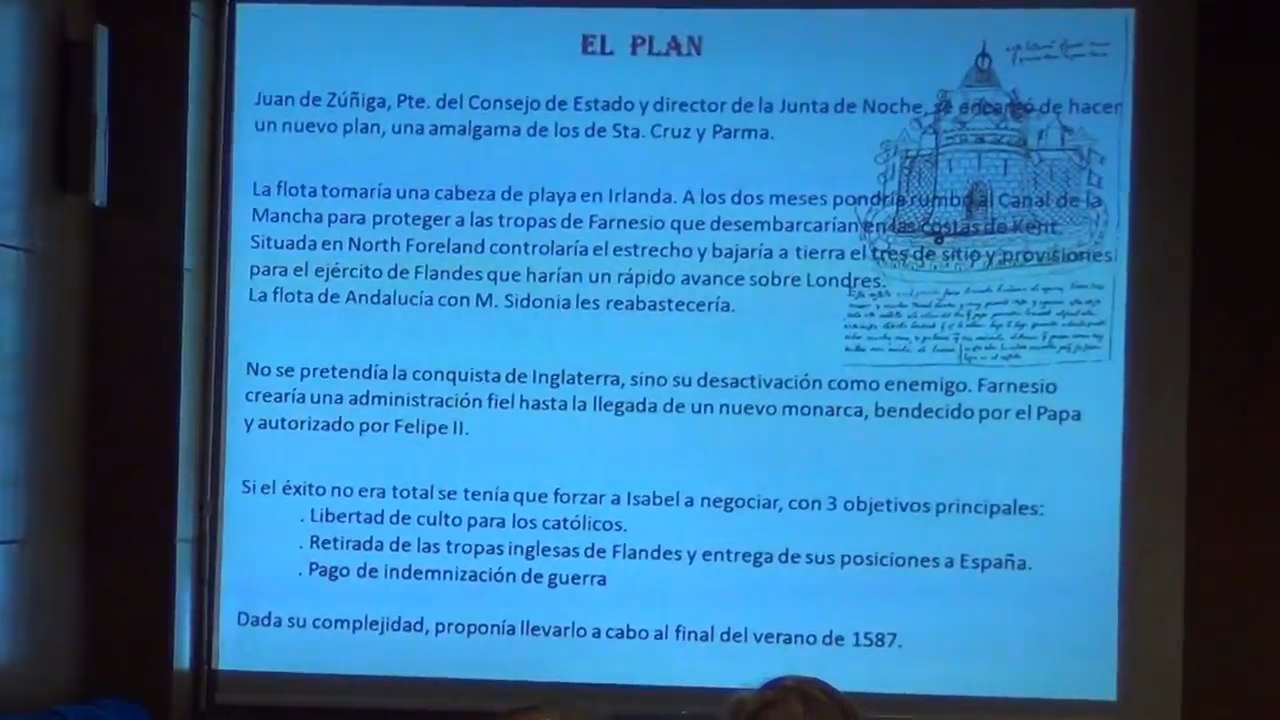 EL PLAN
Juan de Zúñiga, Pte. del Consejo de Estado y director de la Junta de Noche, se encargó de hacer
un nuevo plan, una amalgama de los de Sta. Cruz y Parma.
La flota tomaría una cabeza de playa en Irlanda. A los dos meses pondría rumbo al Canal de la
Mancha para proteger a las tropas de Farnesio que desembarcarían en las costas de Kent.
Situada en North Foreland controlaría el estrecho y bajaría a tierra el tres de sitio y provisiones
para el ejército de Flandes que harían un rápido avance sobre Londres.
La flota de Andalucía con M. Sidonia les reabastecería.
No se pretendía la conquista de Inglaterra, sino su desactivación como enemigo. Farnesio
crearía una administración fiel hasta la llegada de un nuevo monarca, bendecido por el Papa
y autorizado por Felipe II.
Si el éxito no era total se tenía que forzar a Isabel a negociar, con 3 objetivos principales:
. Libertad de culto para los católicos.
. Retirada de las tropas inglesas de Flandes y entrega de sus posiciones a España.
. Pago de indemnización de guerra
Dada su complejidad, proponía llevarlo a cabo al final del verano de 1587.